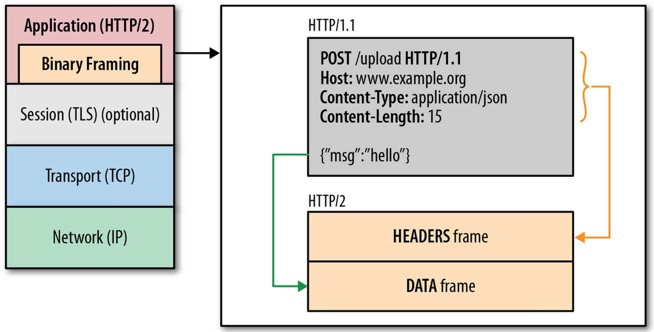 Application (HTTP/2)
Binary Framing
Session (TLS) (optional)
Transport (TCP)
Network (IP)
HTTP/1.1
POST /upload HTTP/1.1
Host: www.example.org
Content-Type: application/json
Content-Length: 15
{”msg”:”hello”}
HTTP/2
HEADERS frame
DATA frame